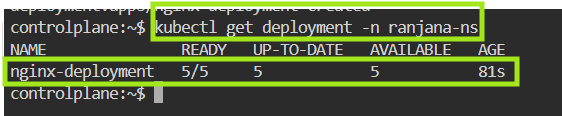 deployment.apps/nginx-deployment created
controlplane:~$ kubectl get deployment -n ranjana-ns
NAME READY UP-TO-DATE AVAILABLE AGE
nginx-deployment 5/5 5 5 81s
controlplane:~$